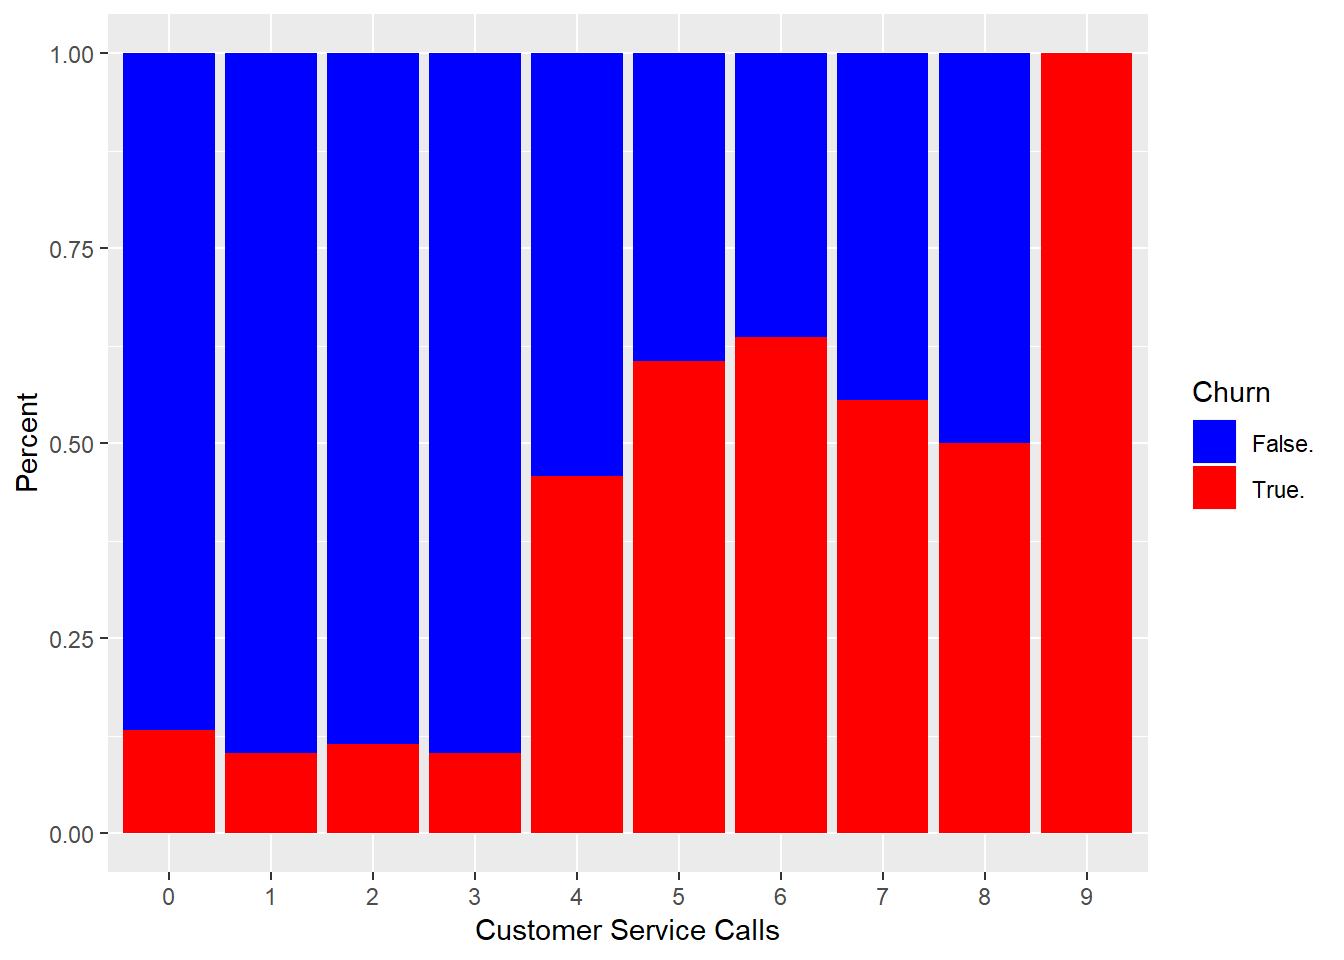 1.00
0.75
0.50
0.25
0.00
Percent
0 1 2 3 4 5 6 7 8 9
Customer Service Calls
Churn
False.
True.